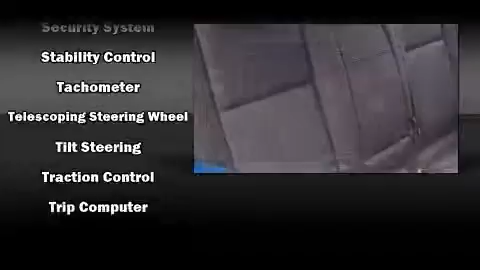 Security System
Stability Control
Tachometer
Telescoping Steering Wheel
Tilt Steering
Traction Control
Trip Computer